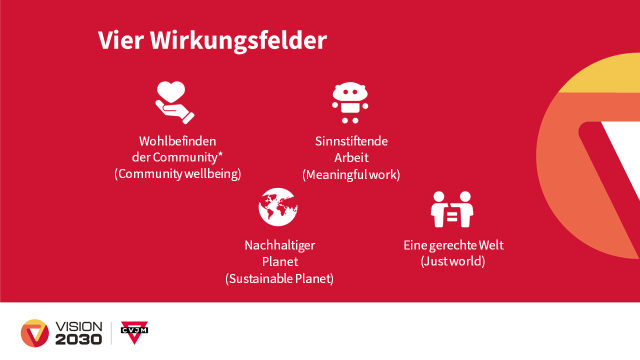 Vier Wirkungsfelder
Wohlbefinden
der Community*
(Community wellbeing)
Sinnstiftende
Arbeit
(Meaningful work)
Nachhaltiger
Planet
(Sustainable Planet)
Eine gerechte Welt
(Just world)
VISION
2030
CVJM